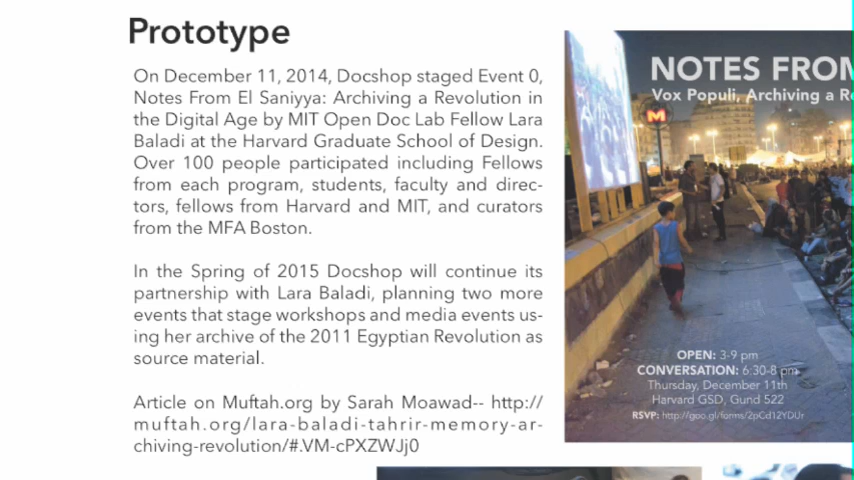 Prototype
On December 11, 2014, Docshop staged Event 0,
Notes From El Saniyya: Archiving a Revolution in
the Digital Age by MIT Open Doc Lab Fellow Lara
Baladi at the Harvard Graduate School of Design.
Over 100 people participated including Fellows
from each program, students, faculty and direc-
tors, fellows from Harvard and MIT, and curators
from the MFA Boston.
In the Spring of 2015 Docshop will continue its
partnership with Lara Baladi, planning two more
events that stage workshops and media events us-
ing her archive of the 2011 Egyptian Revolution as
source material.
Article on Muftah.org by Sarah Moawad-- http://
muftah.org/lara-baladi-tahrir-memory-ar-
chiving-revolution/#.VM-cPXZWJj0
NOTES FROM
Vox Populi, Archiving a Re
M
OPEN: 3-9 pm
CONVERSATION: 6:30-8 pm
Thursday, December 11th
Harvard GSD, Gund 522
RSVP: http://goo.gl/forms/2pCd12YDUr